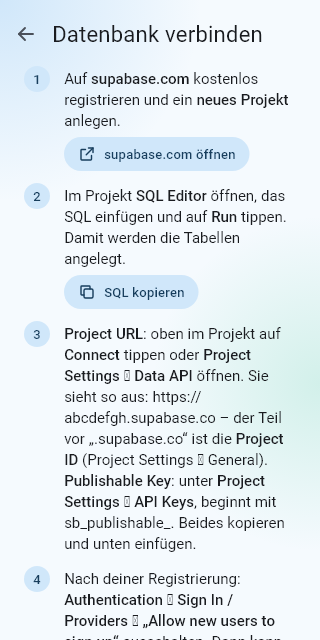 Datenbank verbinden
1
Auf supabase.com kostenlos
registrieren und ein neues Projekt
anlegen.
supabase.com öffnen
2
Im Projekt SQL Editor öffnen, das
SQL einfügen und auf Run tippen.
Damit werden die Tabellen
angelegt.
SQL kopieren
3
Project URL: oben im Projekt auf
Connect tippen oder Project
Settings ▯ Data API öffnen. Sie
sieht so aus: https://
abcdefgh.supabase.co – der Teil
vor „.supabase.co“ ist die Project
ID (Project Settings ▯ General).
Publishable Key: unter Project
Settings ▯ API Keys, beginnt mit
sb_publishable_. Beides kopieren
und unten einfügen.
4
Nach deiner Registrierung:
Authentication ▯ Sign In /
Providers ▯ „Allow new users to